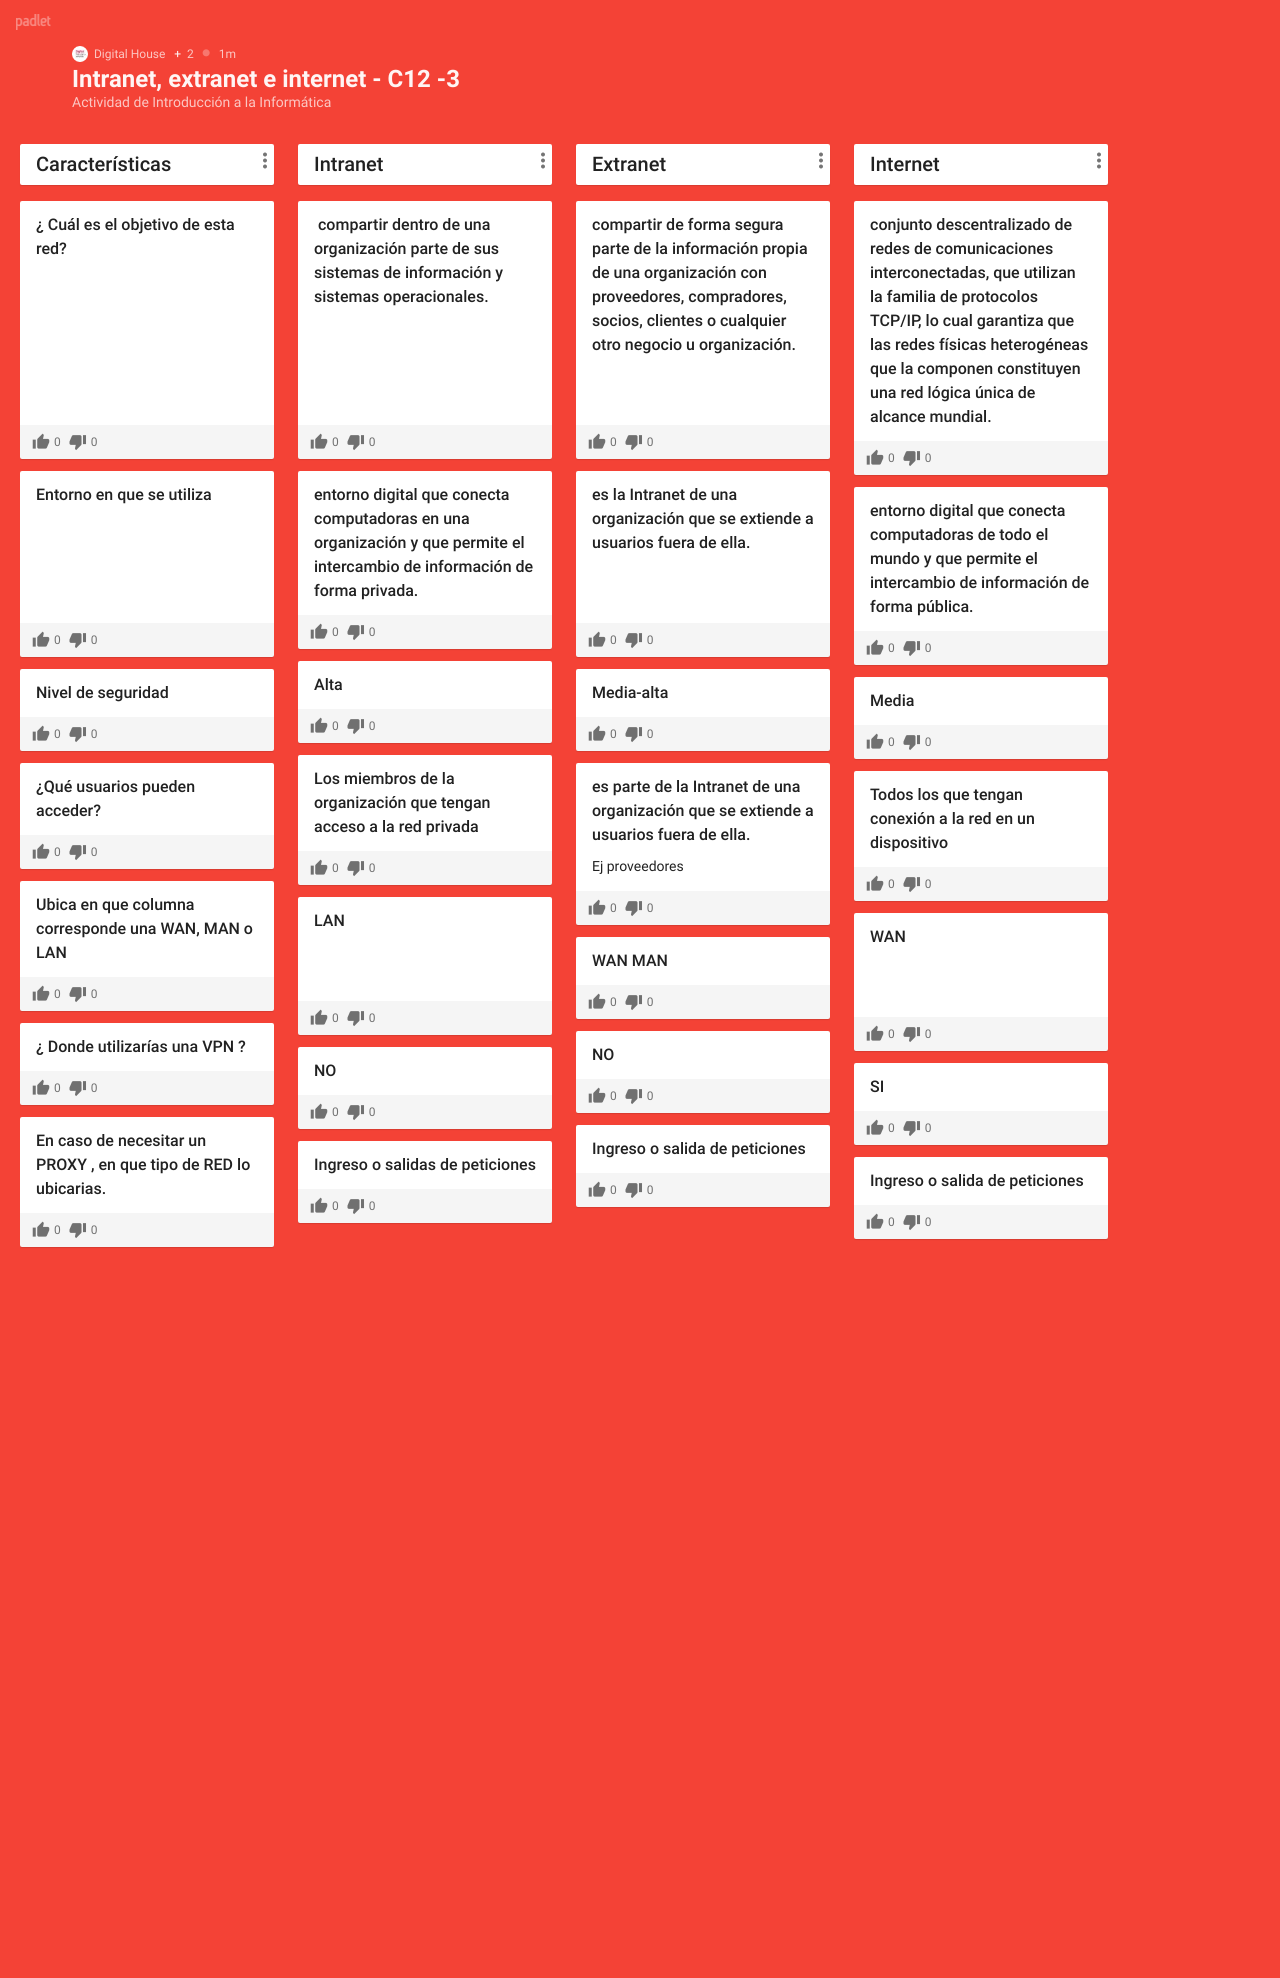 padlet
Digital House + 2 1m
Intranet, extranet e internet - C12 -3
Actividad de Introducción a la Informática
Características
¿ Cuál es el objetivo de esta
red?
0 0
Entorno en que se utiliza
0 0
Nivel de seguridad
0 0
¿Qué usuarios pueden
acceder?
0 0
Ubica en que columna
corresponde una WAN, MAN o
LAN
0 0
¿ Donde utilizarías una VPN ?
0 0
En caso de necesitar un
PROXY , en que tipo de RED lo
ubicarias.
0 0
Intranet
compartir dentro de una
organización parte de sus
sistemas de información y
sistemas operacionales.
0 0
entorno digital que conecta
computadoras en una
organización y que permite el
intercambio de información de
forma privada.
0 0
Alta
0 0
Los miembros de la
organización que tengan
acceso a la red privada
0 0
LAN
0 0
NO
0 0
Ingreso o salidas de peticiones
0 0
Extranet
compartir de forma segura
parte de la información propia
de una organización con
proveedores, compradores,
socios, clientes o cualquier
otro negocio u organización.
0 0
es la Intranet de una
organización que se extiende a
usuarios fuera de ella.
0 0
Media-alta
0 0
es parte de la Intranet de una
organización que se extiende a
usuarios fuera de ella.
Ej proveedores
0 0
WAN MAN
0 0
NO
0 0
Ingreso o salida de peticiones
0 0
Internet
conjunto descentralizado de
redes de comunicaciones
interconectadas, que utilizan
la familia de protocolos
TCP/IP, lo cual garantiza que
las redes físicas heterogéneas
que la componen constituyen
una red lógica única de
alcance mundial.
0 0
entorno digital que conecta
computadoras de todo el
mundo y que permite el
intercambio de información de
forma pública.
0 0
Media
0 0
Todos los que tengan
conexión a la red en un
dispositivo
0 0
WAN
0 0
SI
0 0
Ingreso o salida de peticiones
0 0